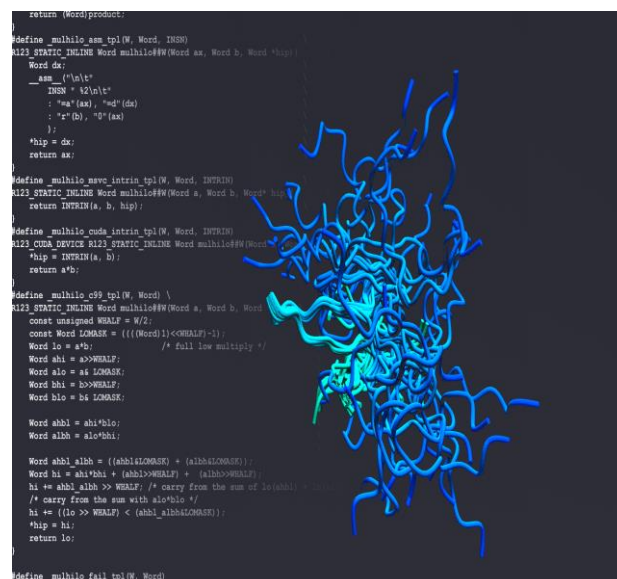 return (Word)product;
}
#define _mulhilo_asm_tpl(W, Word, INSN)
R123_STATIC_INLINE Word mulhilo##W(Word ax, Word b, Word *hip){
Word dx;
__asm__("\n\t"
INSN " %2\n\t"
: "=a"(ax), "=d"(dx)
: "r"(b), "0"(ax)
);
*hip = dx;
return ax;
}
#define _mulhilo_msvc_intrin_tpl(W, Word, INTRIN)
R123_STATIC_INLINE Word mulhilo##W(Word a, Word b, Word* hip
return INTRIN(a, b, hip);
}
#define _mulhilo_cuda_intrin_tpl(W, Word, INTRIN)
R123_CUDA_DEVICE R123_STATIC_INLINE Word mulhilo##W(Word
*hip = INTRIN(a, b);
return a*b;
}
#define _mulhilo_c99_tpl(W, Word) \
R123_STATIC_INLINE Word mulhilo##W(Word a, Word b, Word
const unsigned WHALF = W/2;
const Word LOMASK = ((((Word)1)<<WHALF)-1);
Word lo = a*b; /* full low multiply */
Word ahi = a>>WHALF;
Word alo = a& LOMASK;
Word bhi = b>>WHALF;
Word blo = b& LOMASK;
Word ahbl = ahi*blo;
Word albh = alo*bhi;
Word ahbl_albh = ((ahbl&LOMASK) + (albh&LOMASK));
Word hi = ahi*bhi + (ahbl>>WHALF) + (albh>>WHALF);
hi += ahbl_albh >> WHALF; /* carry from the sum of lo(ahbl) +
/* carry from the sum with alo*blo */
hi += ((lo >> WHALF) < (ahbl_albh&LOMASK));
*hip = hi;
return lo;
}
#define _mulhilo_fail_tpl(W, Word)